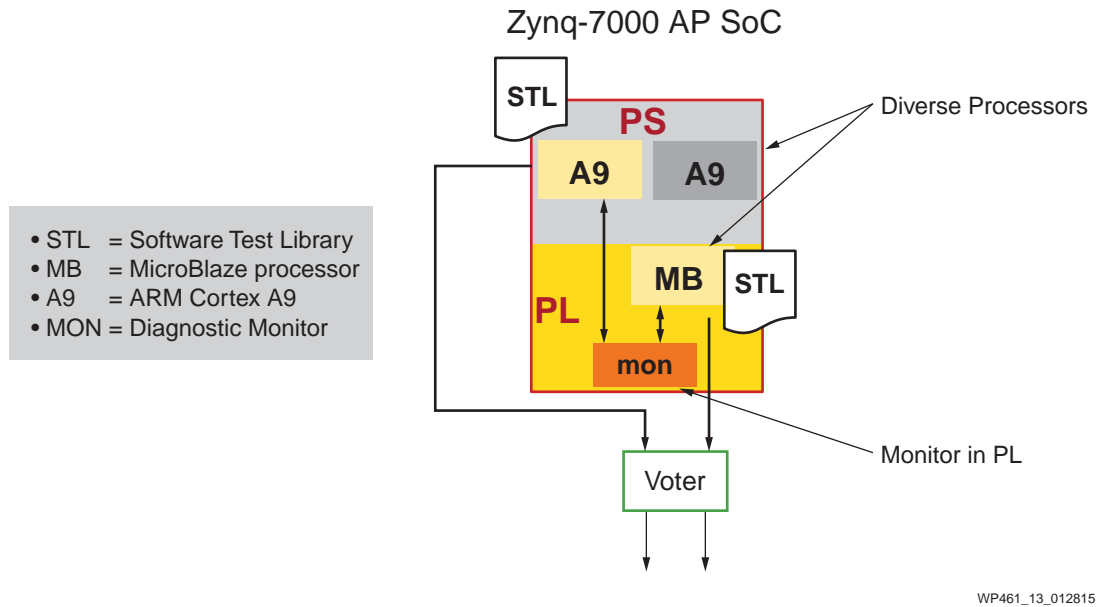 Zynq-7000 AP SoC
STL
PS
Diverse Processors
A9
A9
• STL = Software Test Library
• MB = MicroBlaze processor
• A9 = ARM Cortex A9
• MON = Diagnostic Monitor
MB
STL
PL
mon
Monitor in PL
Voter
WP461_13_012815